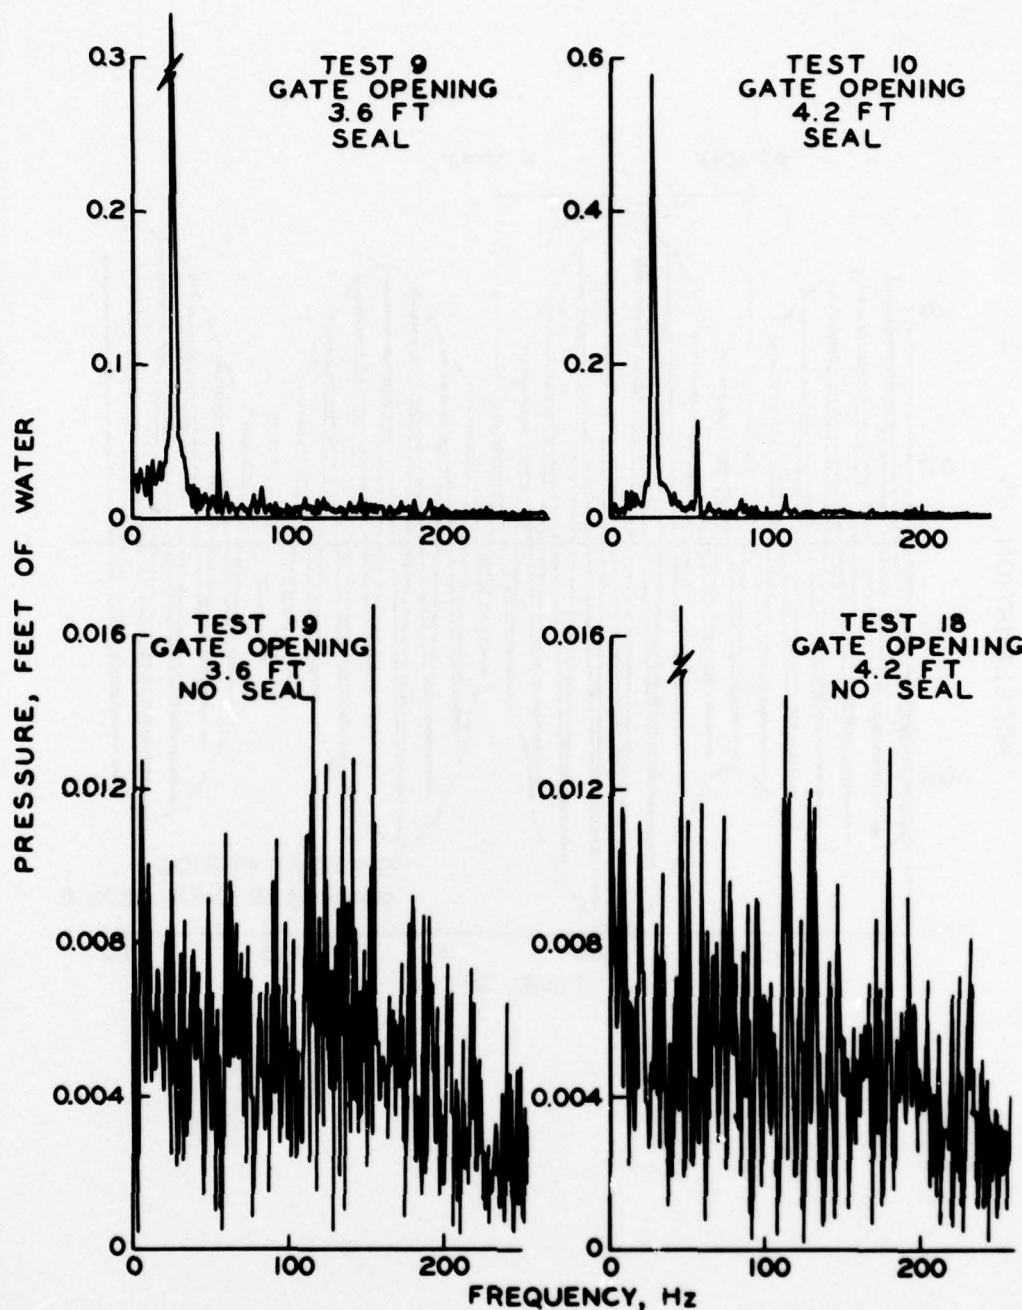 PRESSURE, FEET OF WATER
TEST 9
GATE OPENING
3.6 FT
SEAL
0.3
0.2
0.1
0
0 100 200
TEST 10
GATE OPENING
4.2 FT
SEAL
0.6
0.4
0.2
0
0 100 200
TEST 19
GATE OPENING
3.6 FT
NO SEAL
0.016
0.012
0.008
0.004
0
0 100 200
TEST 18
GATE OPENING
4.2 FT
NO SEAL
0.016
0.012
0.008
0.004
0
0 100 200
FREQUENCY, Hz